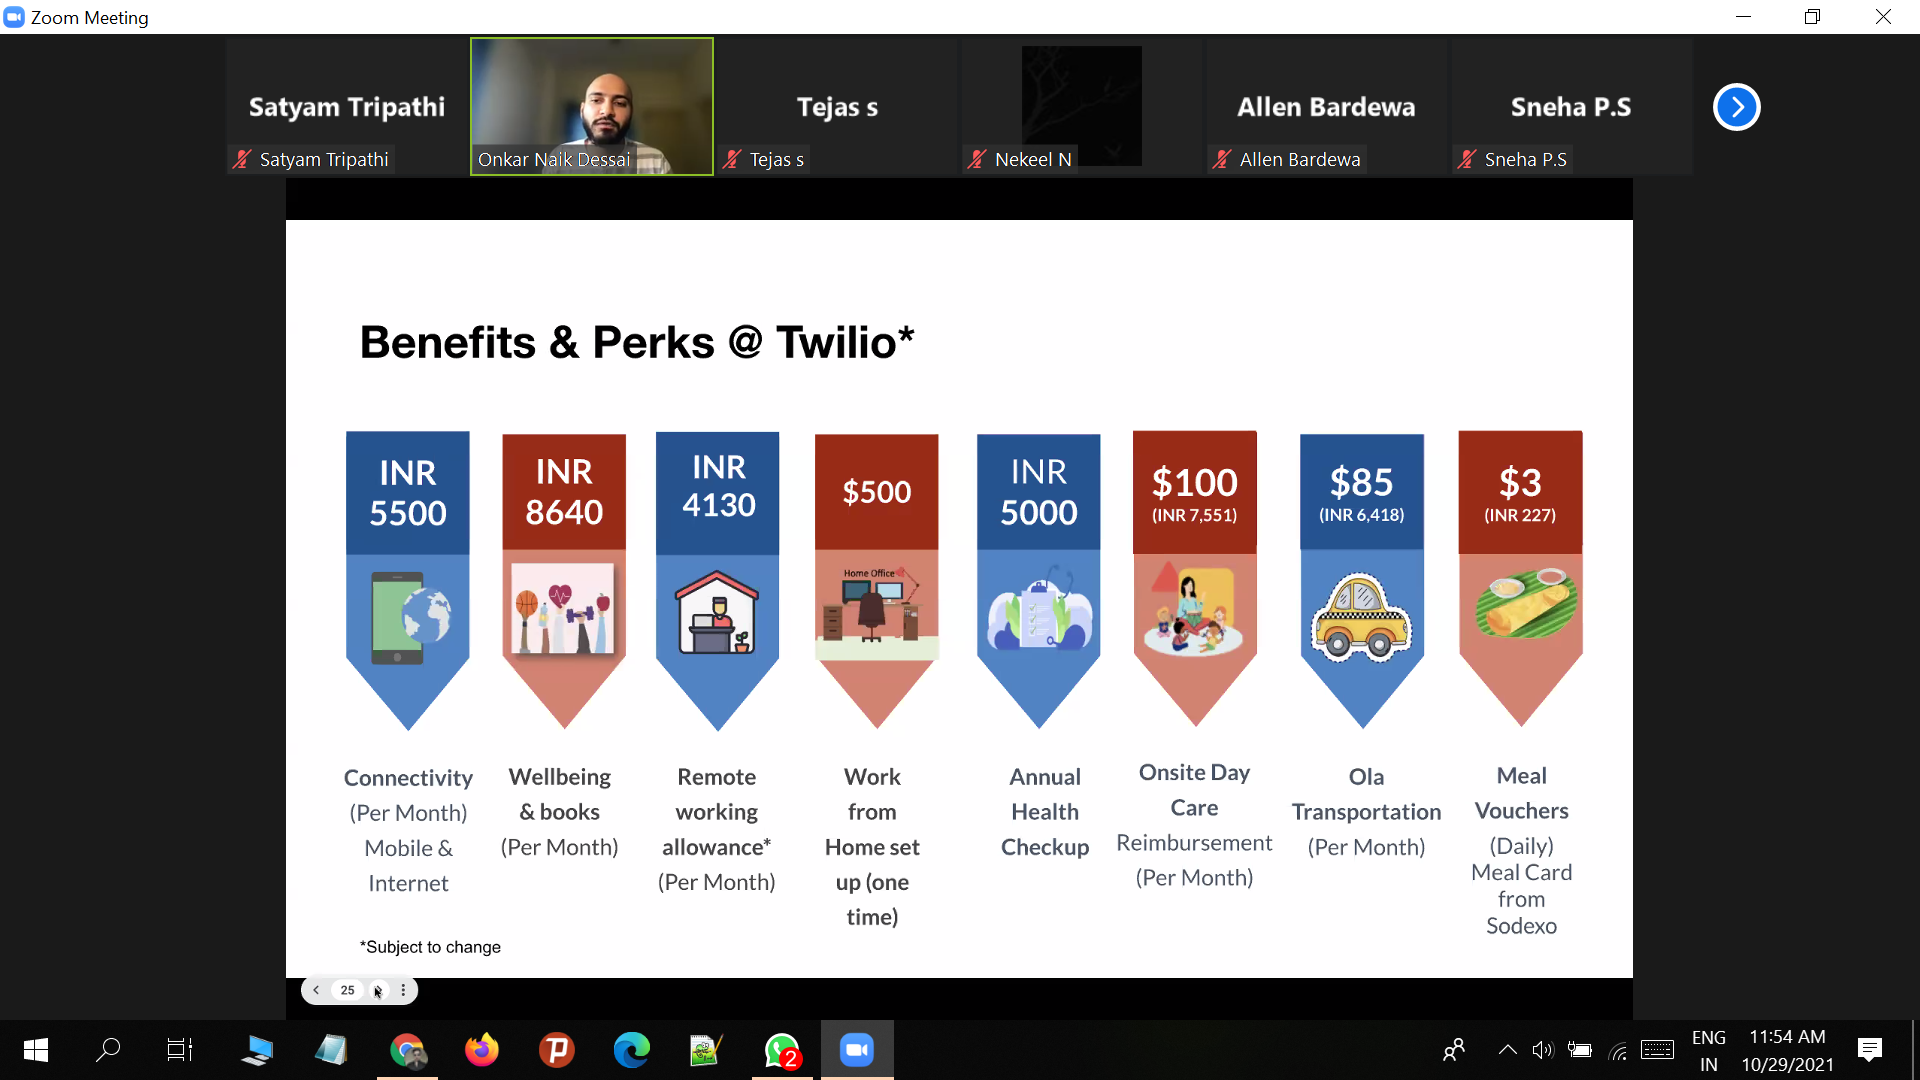 Zoom Meeting
Satyam Tripathi
Tejas s
Allen Bardewa
Sneha P.S
Satyam Tripathi
Onkar Naik Dessai
Tejas s
Nekeel N
Allen Bardewa
Sneha P.S
Benefits & Perks @ Twilio*
INR
5500
INR
8640
INR
4130
$500
INR
5000
$100
(INR 7,551)
$85
(INR 6,418)
$3
(INR 227)
Home Office
Connectivity
(Per Month)
Mobile &
Internet
Wellbeing
& books
(Per Month)
Remote
working
allowance*
(Per Month)
Work
from
Home set
up (one
time)
Annual
Health
Checkup
Onsite Day
Care
Reimbursement
(Per Month)
Ola
Transportation
(Per Month)
Meal
Vouchers
(Daily)
Meal Card
from
Sodexo
*Subject to change
25
2
ENG
IN
11:54 AM
10/29/2021